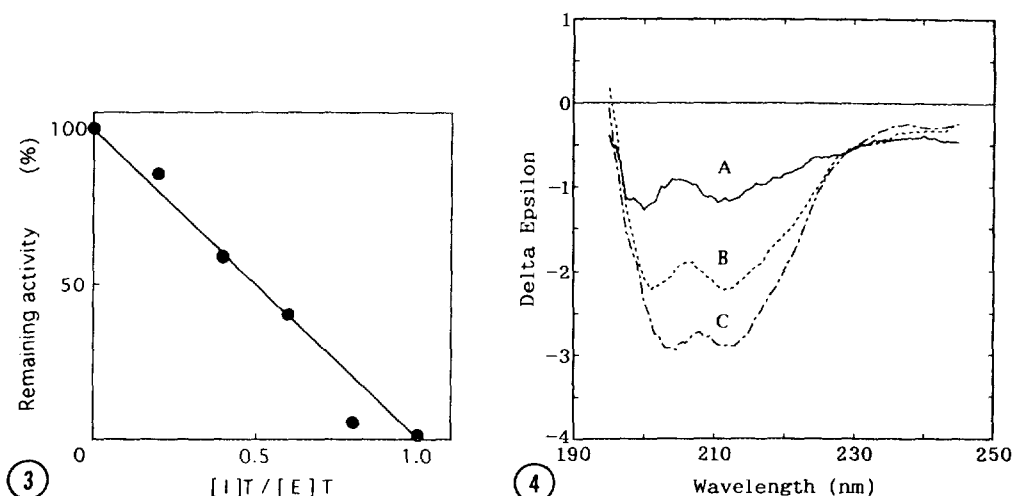 100
50
0
0.5
1.0
Remaining activity (%)
[I]T/[E]T
3
1
0
-1
-2
-3
-4
190
210
230
250
A
B
C
Delta Epsilon
Wavelength (nm)
4